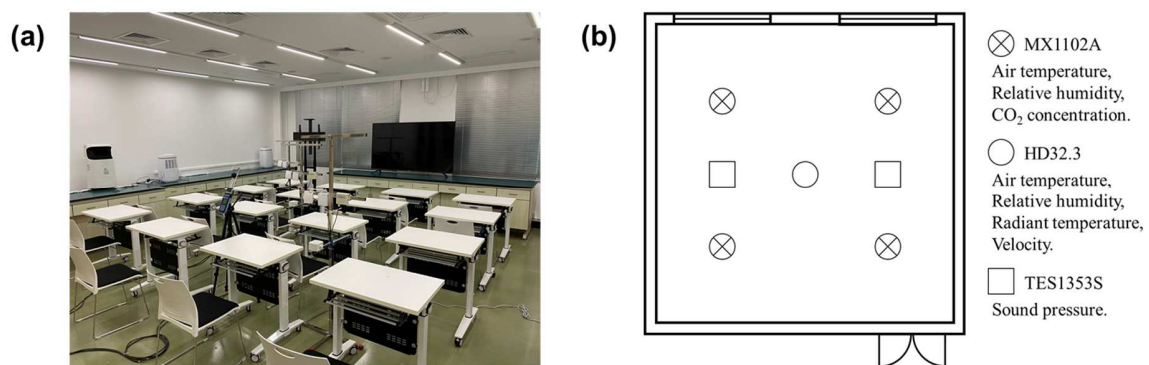 (a)
(b)
MX1102A
Air temperature,
Relative humidity,
CO₂ concentration.
HD32.3
Air temperature,
Relative humidity,
Radiant temperature,
Velocity.
TES1353S
Sound pressure.